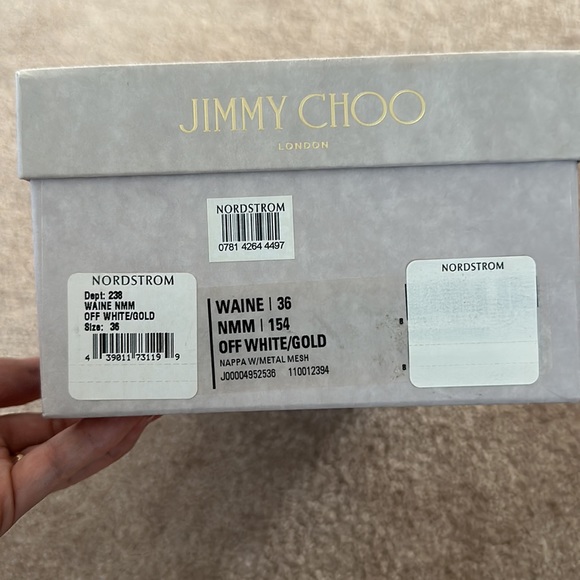 JIMMY CHOO
LONDON
NORDSTROM
0781 4264 4497
NORDSTROM
Dept: 238
WAINE NMM
OFF WHITE/GOLD
Size: 36
4 39011 73119 9
WAINE | 36
NMM | 154
OFF WHITE/GOLD
NAPPA W/METAL MESH
J00004952536 110012394
NORDSTROM